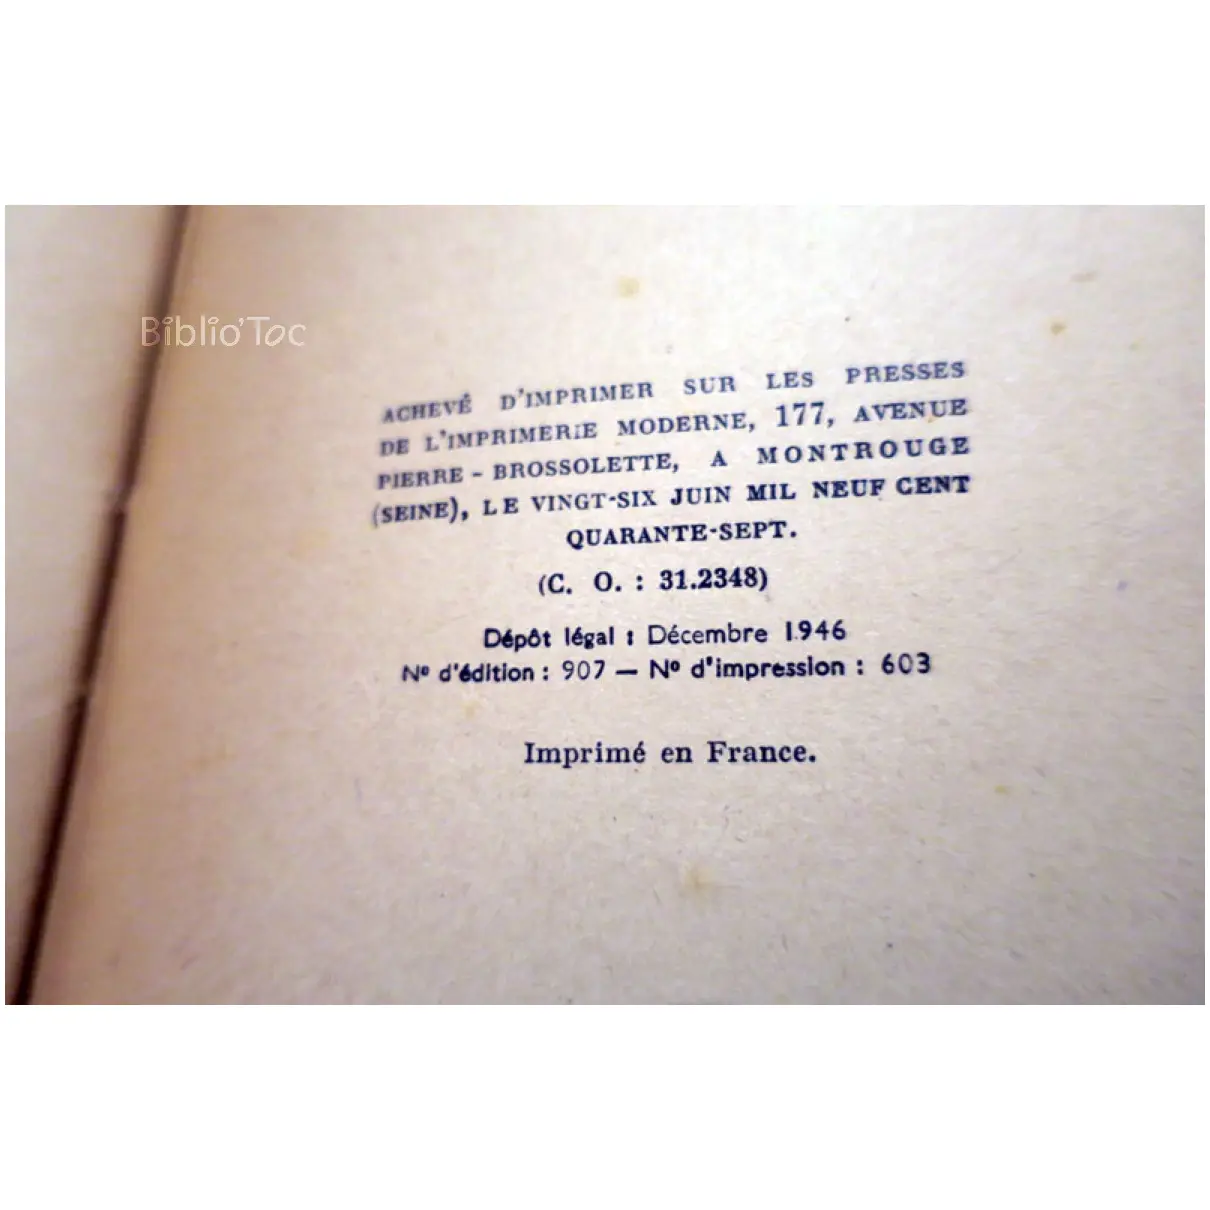 Biblio'Toc
ACHEVÉ D'IMPRIMER SUR LES PRESSES
DE L'IMPRIMERIE MODERNE, 177, AVENUE
PIERRE - BROSSOLETTE, A MONTROUGE
(SEINE), LE VINGT-SIX JUIN MIL NEUF CENT
QUARANTE-SEPT.
(C. O. : 31.2348)
Dépôt légal : Décembre 1946
Nº d'édition : 907 — Nº d'impression : 603
Imprimé en France.